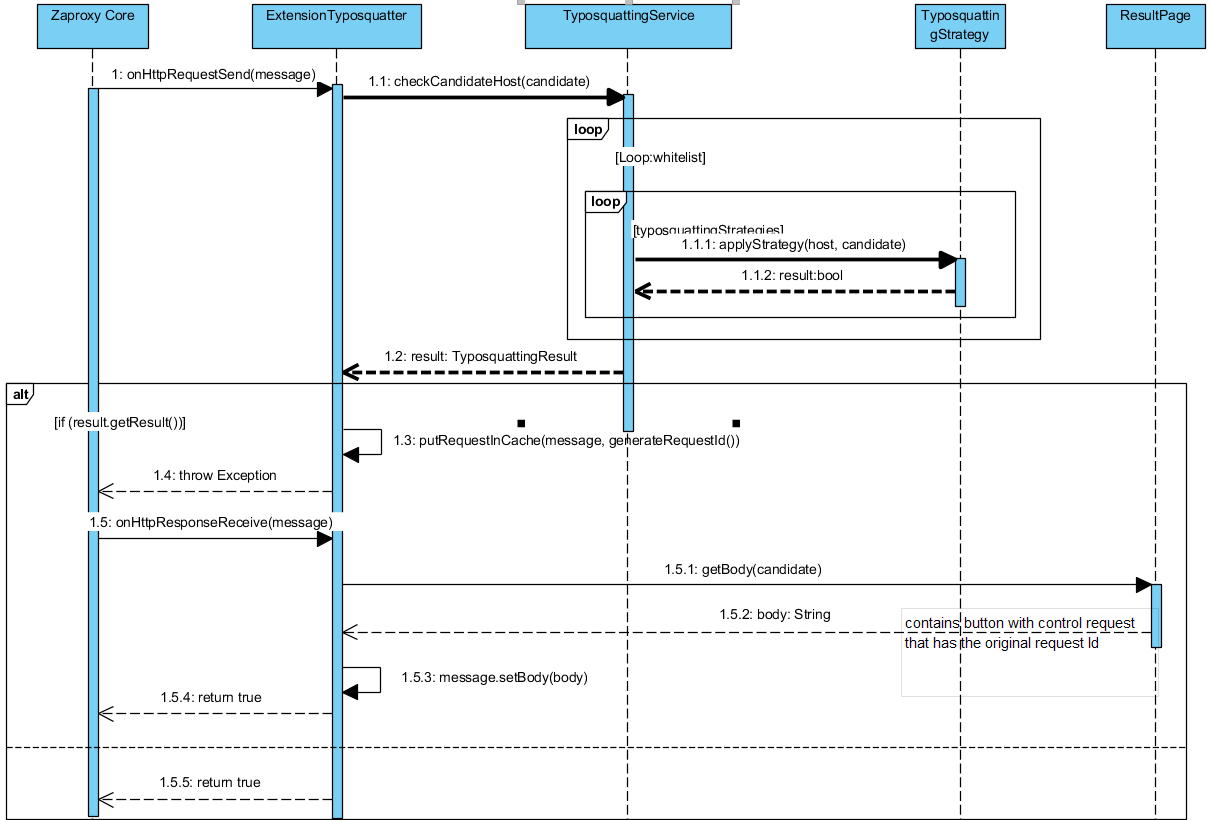 Zaproxy Core
ExtensionTyposquatter
TyposquattingService
Typosquattin
gStrategy
ResultPage
1: onHttpRequestSend(message)
1.1: checkCandidateHost(candidate)
loop
[Loop:whitelist]
loop
[typosquattingStrategies]
1.1.1: applyStrategy(host, candidate)
1.1.2: result:bool
1.2: result: TyposquattingResult
alt
[if (result.getResult())]
1.3: putRequestInCache(message, generateRequestId())
1.4: throw Exception
1.5: onHttpResponseReceive(message)
1.5.1: getBody(candidate)
1.5.2: body: String
contains button with control request
that has the original request Id
1.5.3: message.setBody(body)
1.5.4: return true
1.5.5: return true